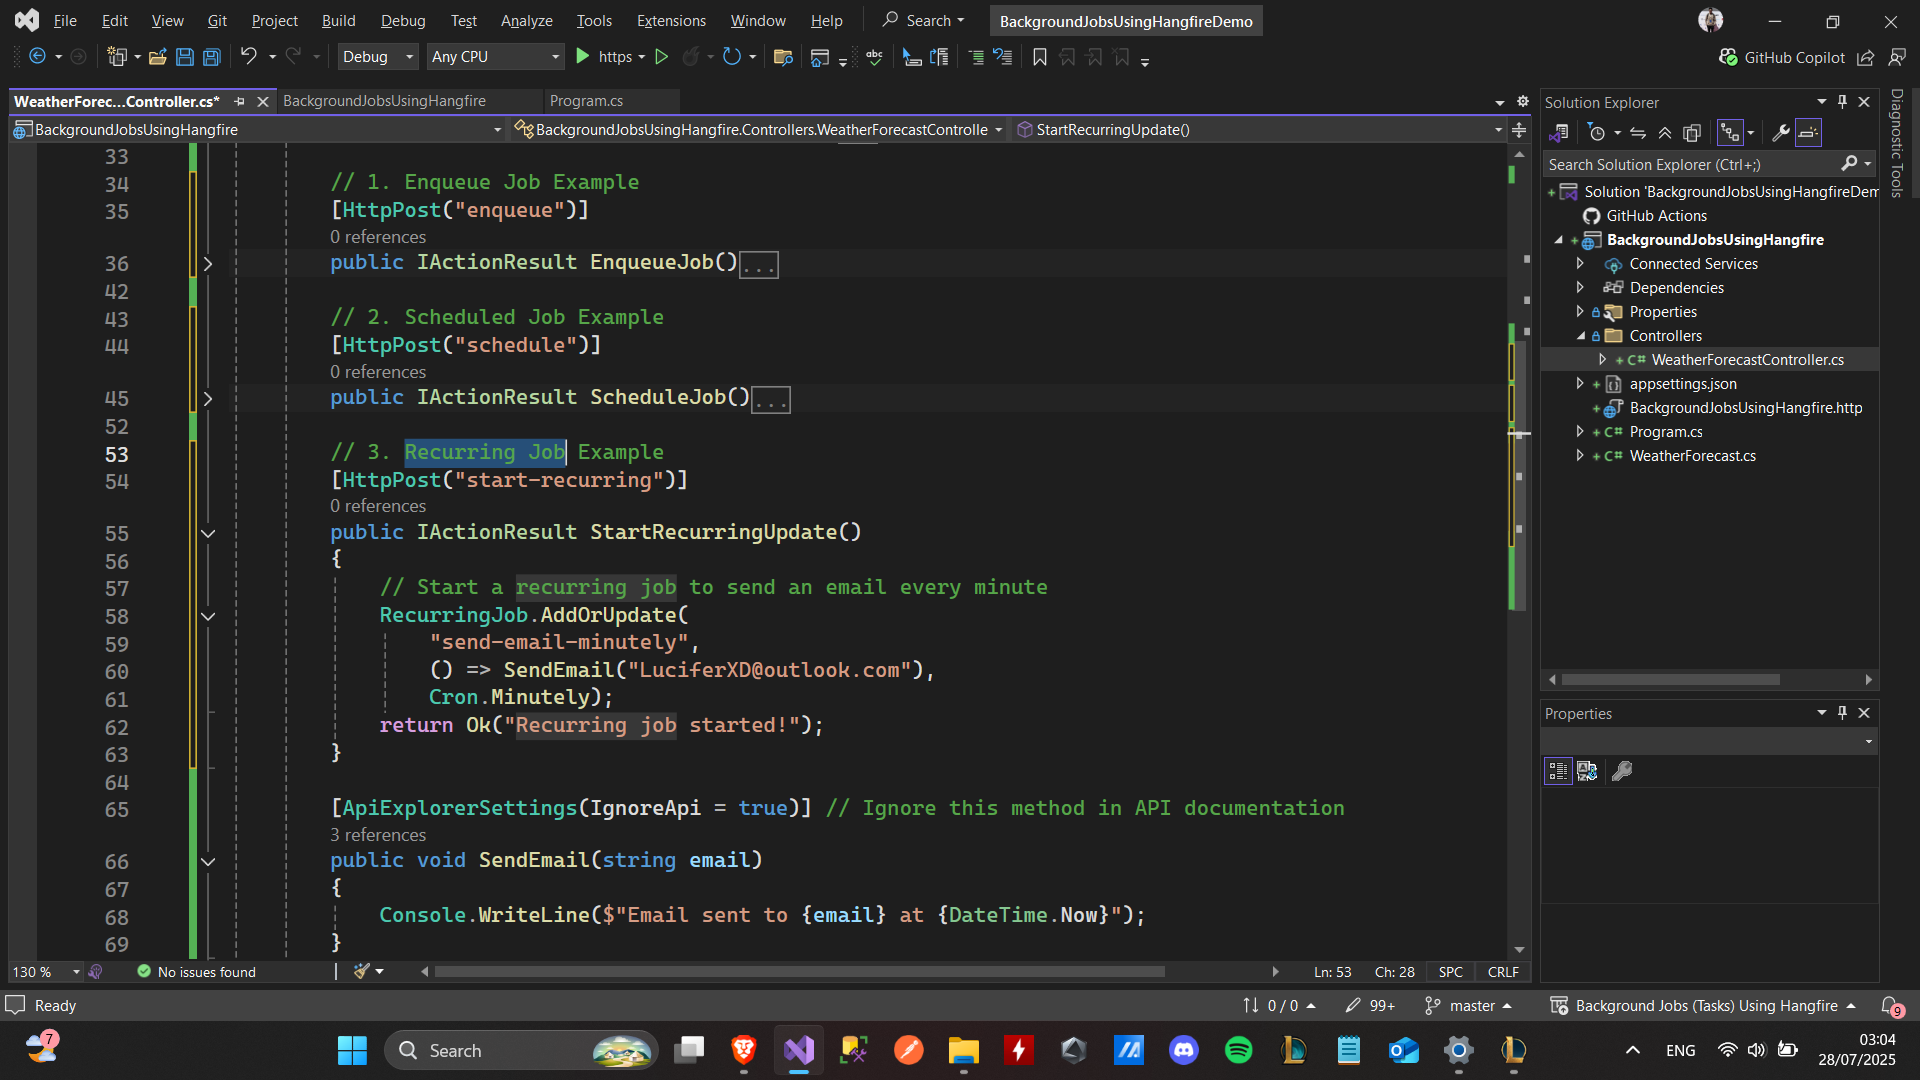 File Edit View Git Project Build Debug Test Analyze Tools Extensions Window Help Search BackgroundJobsUsingHangfireDemo
Debug Any CPU https GitHub Copilot
WeatherForec...Controller.cs* BackgroundJobsUsingHangfire Program.cs
BackgroundJobsUsingHangfire BackgroundJobsUsingHangfire.Controllers.WeatherForecastControlle StartRecurringUpdate()
33
34 // 1. Enqueue Job Example
35 [HttpPost("enqueue")]
0 references
36 public IActionResult EnqueueJob()...
42
43 // 2. Scheduled Job Example
44 [HttpPost("schedule")]
0 references
45 public IActionResult ScheduleJob()...
52
53 // 3. Recurring Job Example
54 [HttpPost("start-recurring")]
0 references
55 public IActionResult StartRecurringUpdate()
56 {
57 // Start a recurring job to send an email every minute
58 RecurringJob.AddOrUpdate(
59 "send-email-minutely",
60 () => SendEmail("LuciferXD@outlook.com"),
61 Cron.Minutely);
62 return Ok("Recurring job started!");
63 }
64
65 [ApiExplorerSettings(IgnoreApi = true)] // Ignore this method in API documentation
3 references
66 public void SendEmail(string email)
67 {
68 Console.WriteLine($"Email sent to {email} at {DateTime.Now}");
69 }
130 % No issues found Ln: 53 Ch: 28 SPC CRLF
Solution Explorer
Search Solution Explorer (Ctrl+;)
Solution 'BackgroundJobsUsingHangfireDem
GitHub Actions
BackgroundJobsUsingHangfire
Connected Services
Dependencies
Properties
Controllers
C# WeatherForecastController.cs
appsettings.json
BackgroundJobsUsingHangfire.http
C# Program.cs
C# WeatherForecast.cs
Properties
Diagnostic Tools
Ready 0 / 0 99+ master Background Jobs (Tasks) Using Hangfire 9
7 Search ENG 03:04
28/07/2025